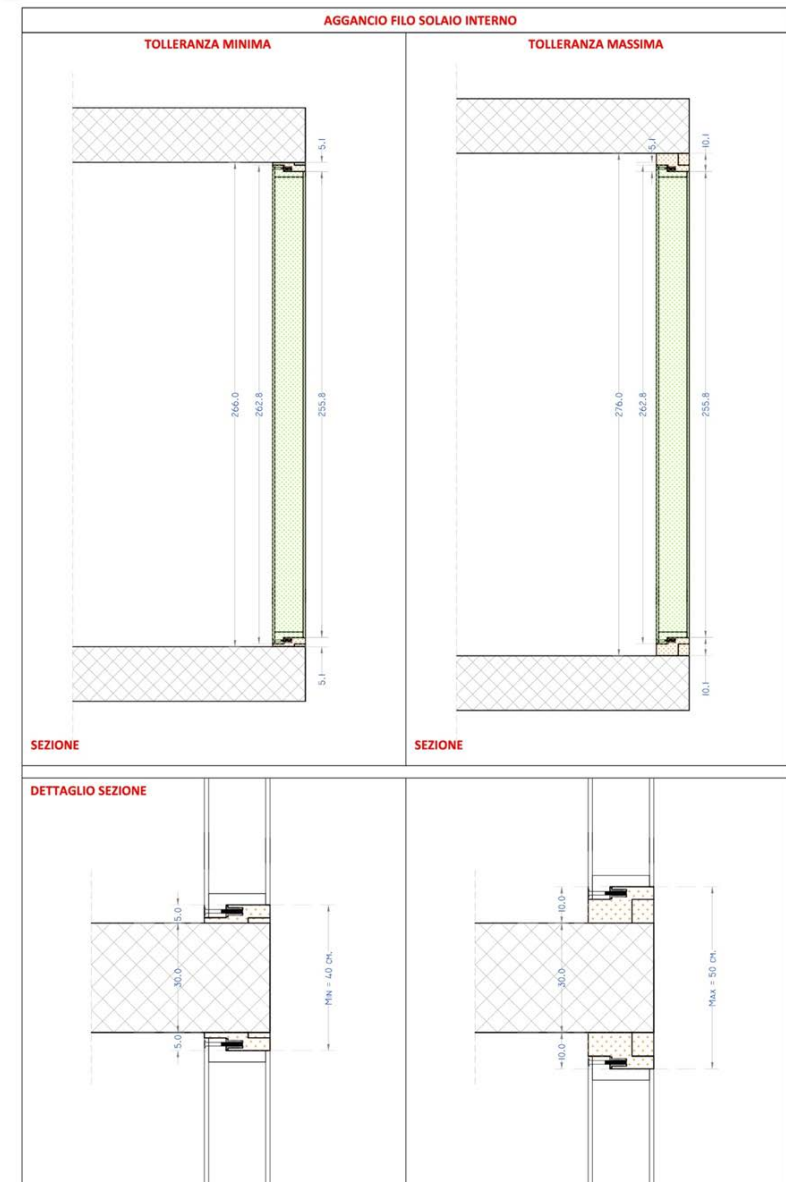 AGGANCIO FILO SOLAIO INTERNO
TOLLERANZA MINIMA
TOLLERANZA MASSIMA
5.1
266.0
262.8
255.8
5.1
SEZIONE
5.1
10.1
276.0
262.8
255.8
10.1
SEZIONE
DETTAGLIO SEZIONE
5.0
30.0
5.0
MIN = 40 CM.
10.0
30.0
10.0
MAX = 50 CM.